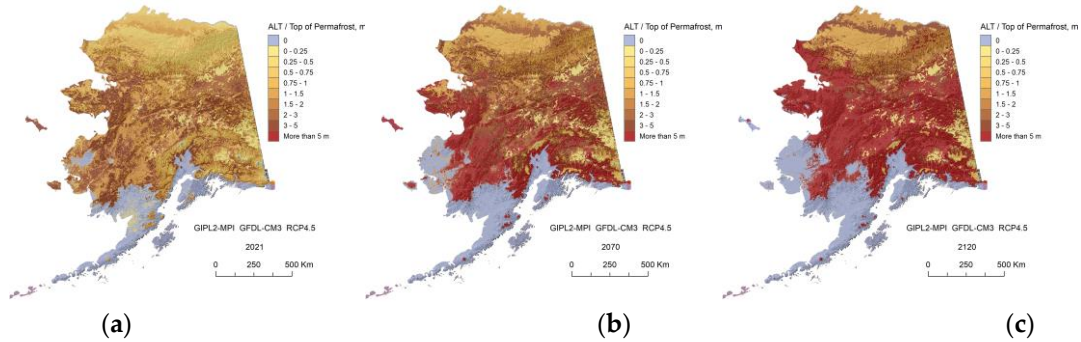 ALT / Top of Permafrost, m
0
0 - 0.25
0.25 - 0.5
0.5 - 0.75
0.75 - 1
1 - 1.5
1.5 - 2
2 - 3
3 - 5
More than 5 m
GIPL2-MPI GFDL-CM3 RCP4.5
2021
0 250 500 Km
(a)
ALT / Top of Permafrost, m
0
0 - 0.25
0.25 - 0.5
0.5 - 0.75
0.75 - 1
1 - 1.5
1.5 - 2
2 - 3
3 - 5
More than 5 m
GIPL2-MPI GFDL-CM3 RCP4.5
2070
0 250 500 Km
(b)
ALT / Top of Permafrost, m
0
0 - 0.25
0.25 - 0.5
0.5 - 0.75
0.75 - 1
1 - 1.5
1.5 - 2
2 - 3
3 - 5
More than 5 m
GIPL2-MPI GFDL-CM3 RCP4.5
2120
0 250 500 Km
(c)